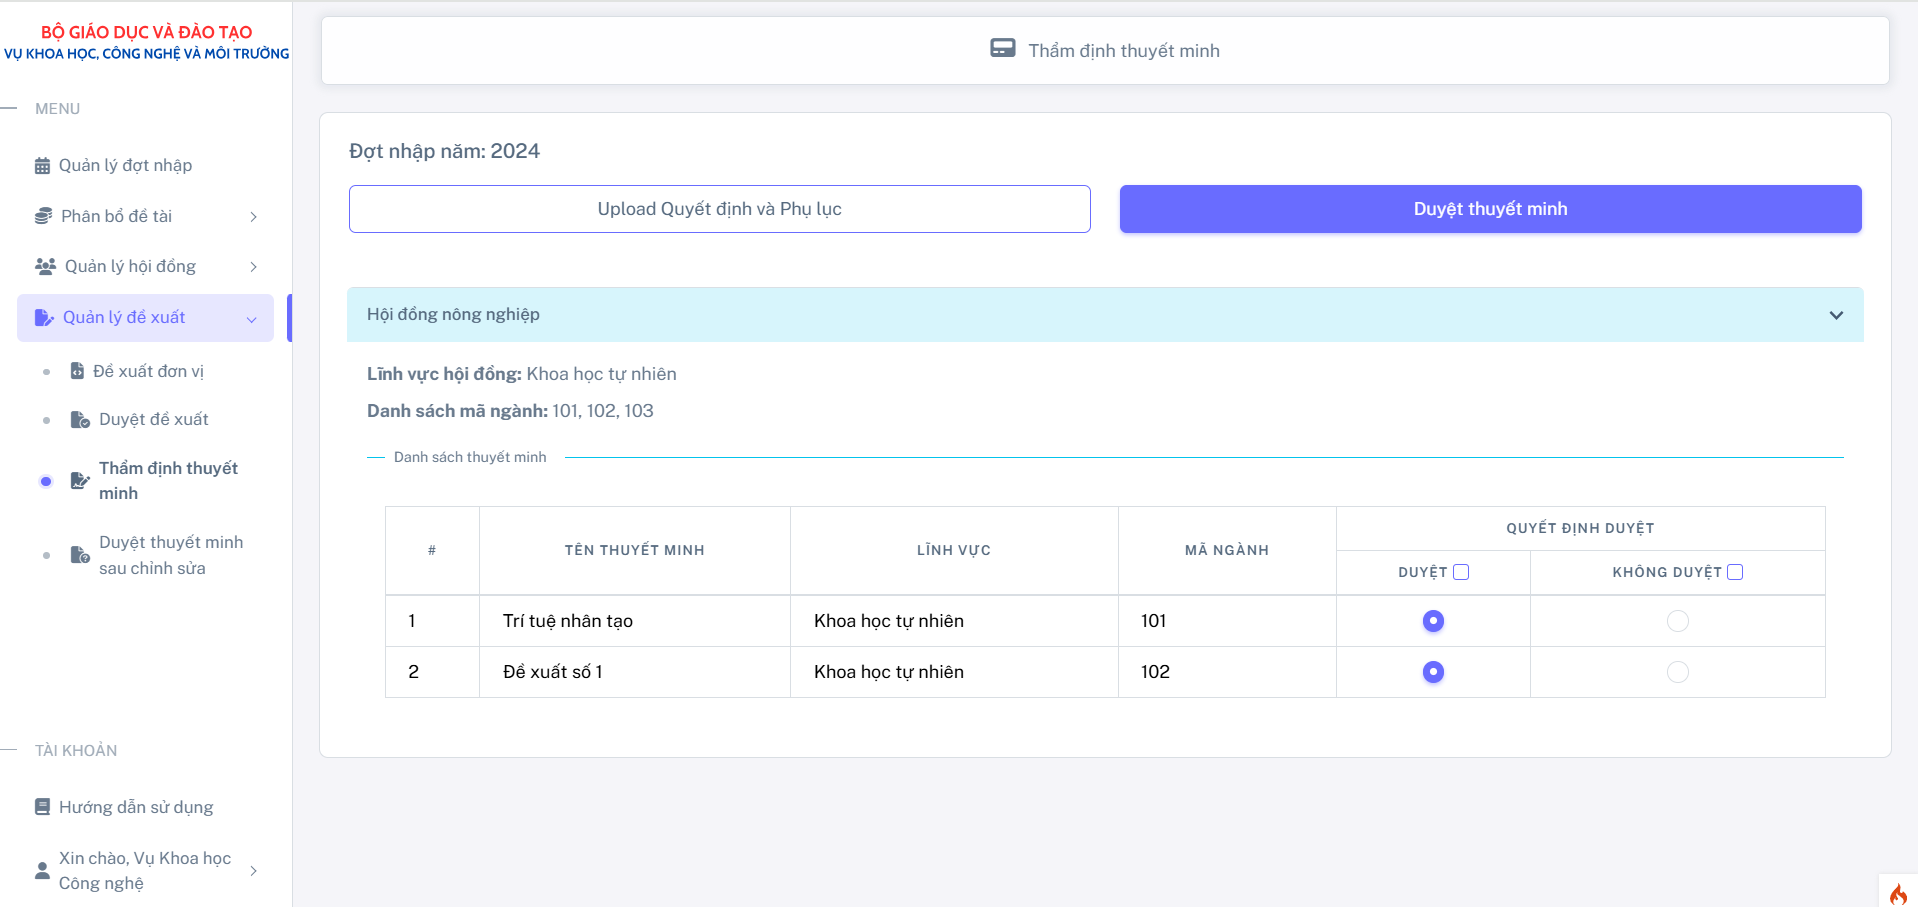 BỘ GIÁO DỤC VÀ ĐÀO TẠO
VỤ KHOA HỌC, CÔNG NGHỆ VÀ MÔI TRƯỜNG
MENU
Quản lý đợt nhập
Phân bổ đề tài
Quản lý hội đồng
Quản lý đề xuất
Đề xuất đơn vị
Duyệt đề xuất
Thẩm định thuyết
minh
Duyệt thuyết minh
sau chỉnh sửa
TÀI KHOẢN
Hướng dẫn sử dụng
Xin chào, Vụ Khoa học
Công nghệ
Thẩm định thuyết minh
Đợt nhập năm: 2024
Upload Quyết định và Phụ lục
Duyệt thuyết minh
Hội đồng nông nghiệp
Lĩnh vực hội đồng: Khoa học tự nhiên
Danh sách mã ngành: 101, 102, 103
Danh sách thuyết minh
# TÊN THUYẾT MINH LĨNH VỰC MÃ NGÀNH QUYẾT ĐỊNH DUYỆT
DUYỆT KHÔNG DUYỆT
1 Trí tuệ nhân tạo Khoa học tự nhiên 101
2 Đề xuất số 1 Khoa học tự nhiên 102